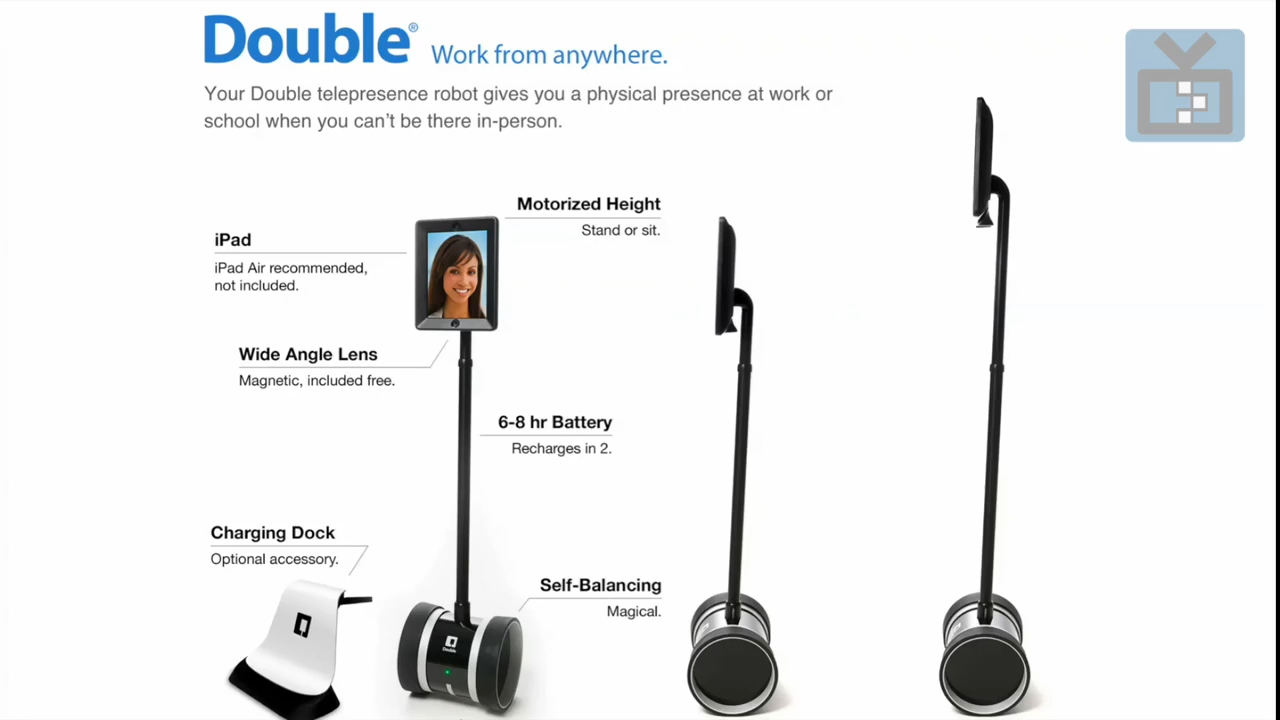 Double® Work from anywhere.
Your Double telepresence robot gives you a physical presence at work or
school when you can't be there in-person.
Motorized Height
Stand or sit.
iPad
iPad Air recommended,
not included.
Wide Angle Lens
Magnetic, included free.
6-8 hr Battery
Recharges in 2.
Charging Dock
Optional accessory.
Self-Balancing
Magical.
Double